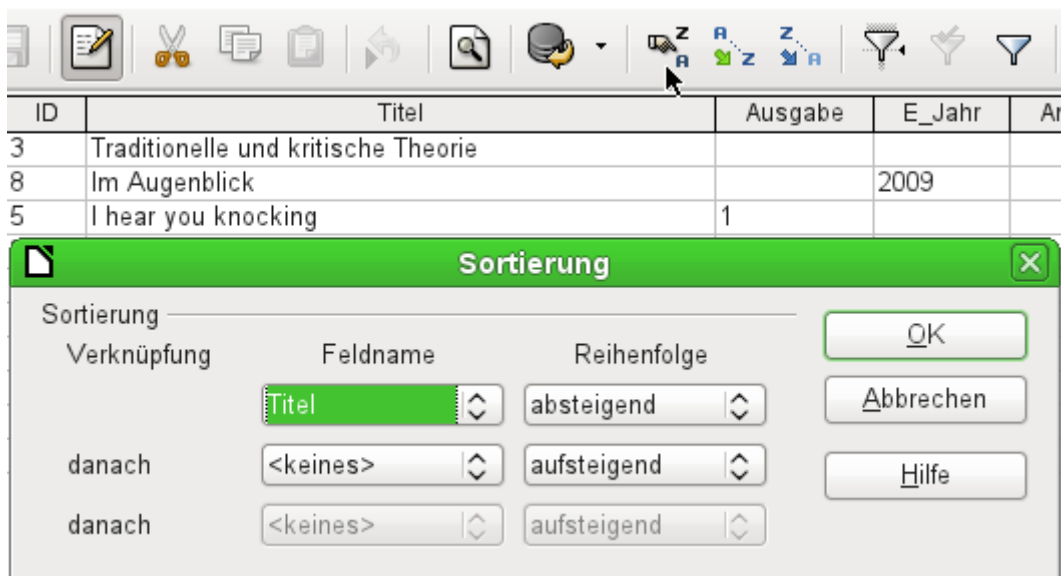 Z A A Z Z A
ID Titel Ausgabe E_Jahr
3 Traditionelle und kritische Theorie
8 Im Augenblick 2009
5 I hear you knocking 1
Sortierung
Sortierung
OK
Verknüpfung Feldname Reihenfolge
Titel absteigend Abbrechen
danach <keines> aufsteigend Hilfe
danach <keines> aufsteigend